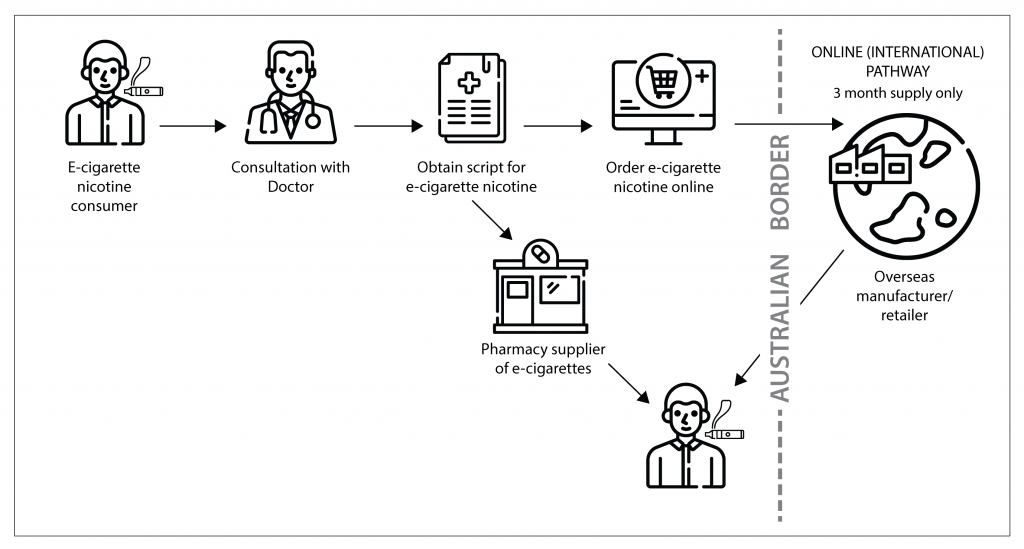 ONLINE (INTERNATIONAL)
PATHWAY
3 month supply only
E-cigarette
nicotine
consumer
Consultation with
Doctor
Obtain script for
e-cigarette nicotine
Order e-cigarette
nicotine online
AUSTRALIAN BORDER
Overseas
manufacturer/
retailer
Pharmacy supplier
of e-cigarettes